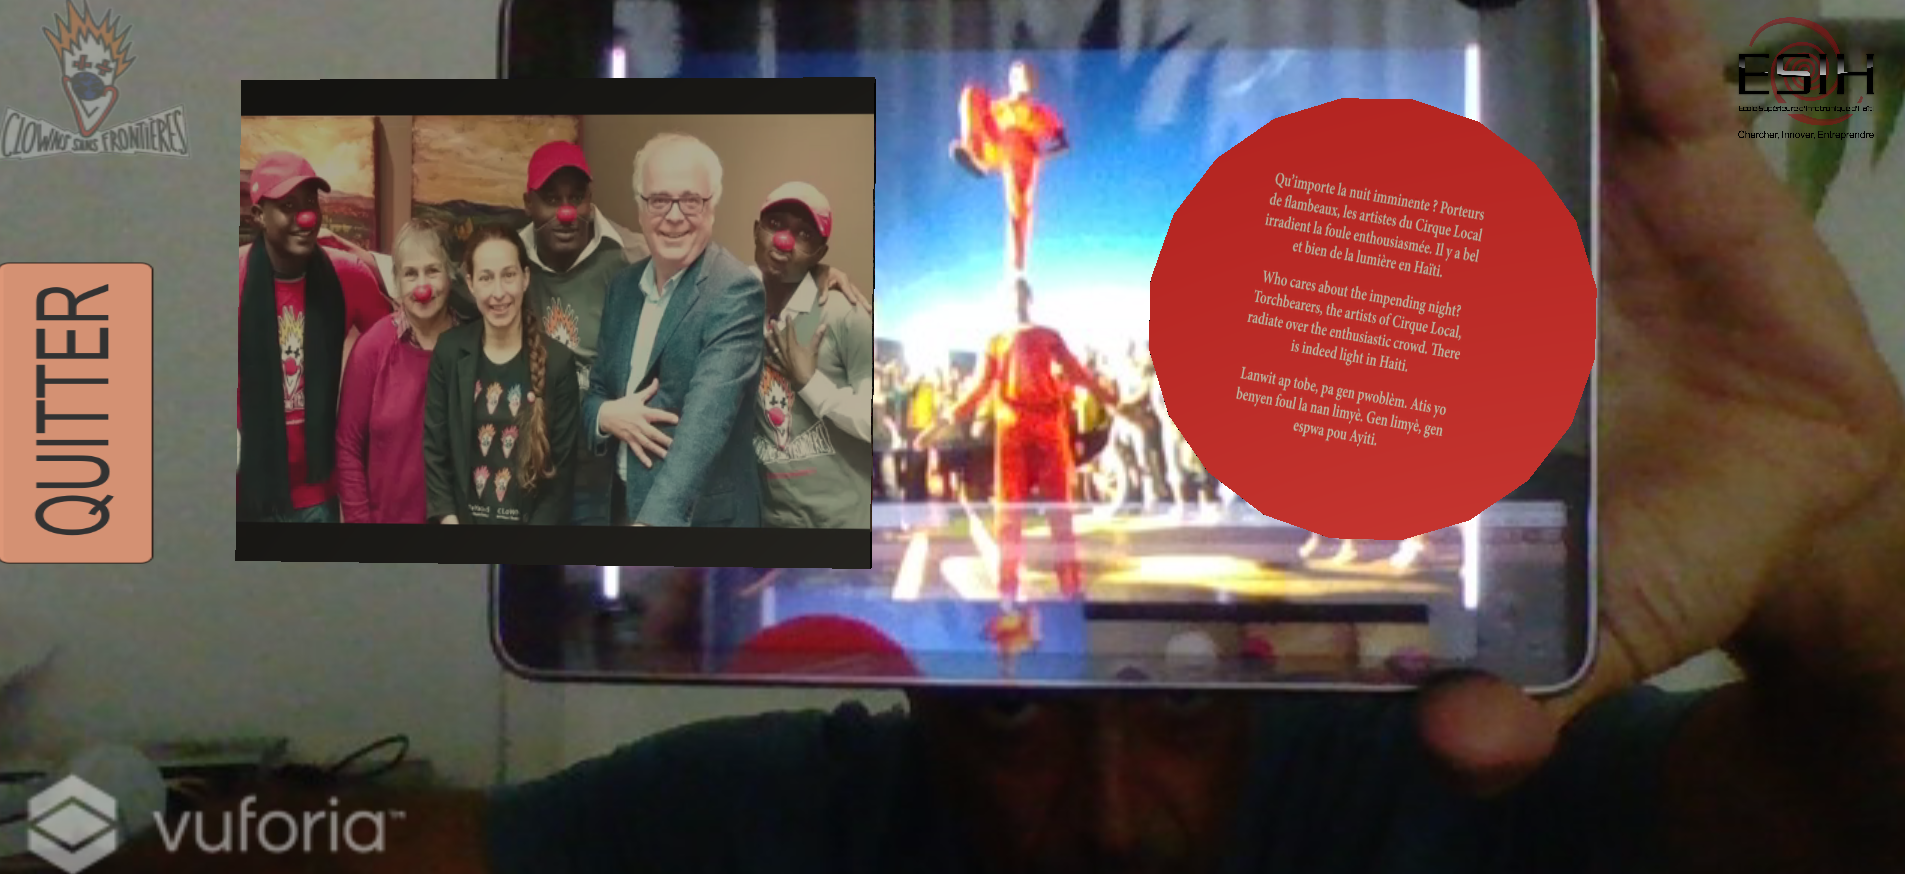 CLOWNS SANS FRONTIÈRES
QUITTER
ESIH
Chercher, Innover, Entreprendre
Qu'importe la nuit imminente ? Porteurs
de flambeaux, les artistes du Cirque Local
irradient la foule enthousiasmée. Il y a bel
et bien de la lumière en Haïti.
Who cares about the impending night?
Torchbearers, the artists of Cirque Local,
radiate over the enthusiastic crowd. There
is indeed light in Haiti.
Lanwit ap tobe, pa gen pwoblèm. Atis yo
benyen foul la nan limyè. Gen limyè, gen
espwa pou Ayiti.
vuforia™